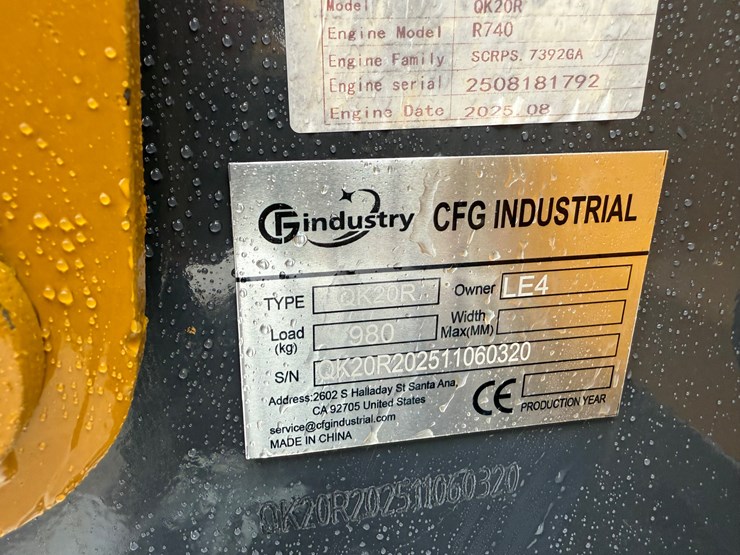 Model QK20R
Engine Model R740
Engine Family SCRPS.7392GA
Engine serial 2508181792
Engine Date 2025.08
CFindustry CFG INDUSTRIAL
TYPE QK20R Owner LE4
Load (kg) 980 Width Max(MM)
S/N QK20R202511060320
Address:2602 S Halladay St Santa Ana,
CA 92705 United States
service@cfgindustrial.com
MADE IN CHINA
CE PRODUCTION YEAR
QK20R202511060320